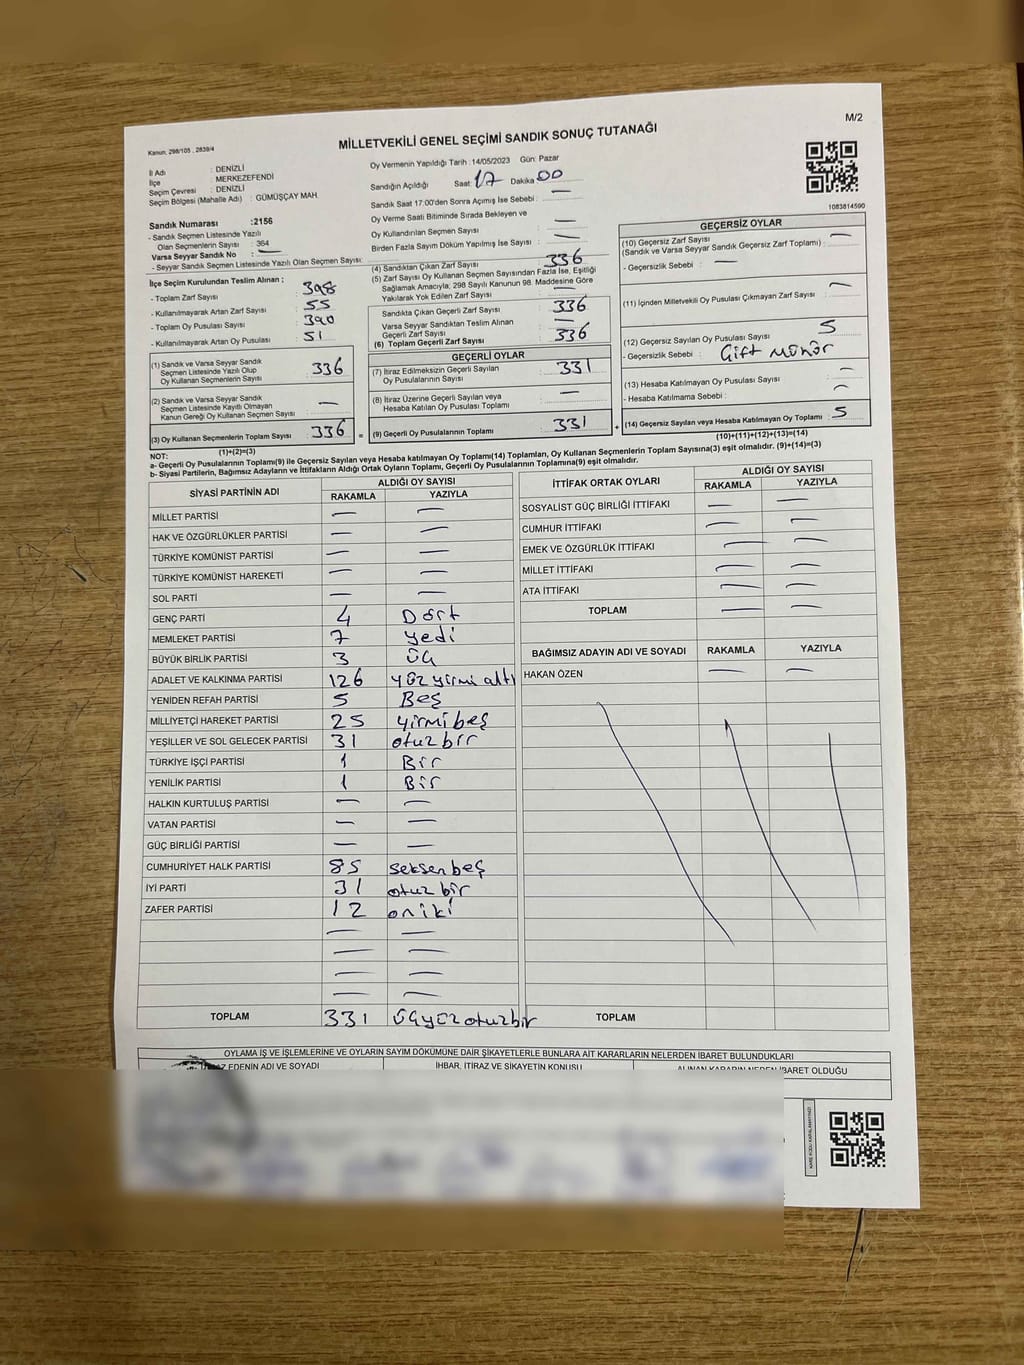 M/2
Kanun, 298/105 , 2839/4
MİLLETVEKİLİ GENEL SEÇİMİ SANDIK SONUÇ TUTANAĞI
İl Adı : DENİZLİ
İlçe MERKEZEFENDİ
Seçim Çevresi : DENİZLİ
Seçim Bölgesi (Mahalle Adı) : GÜMÜŞÇAY MAH
Oy Vermenin Yapıldığı Tarih : 14/05/2023 Gün: Pazar
Sandığın Açıldığı Saat: 17 Dakika 00
Sandık Saat 17:00'den Sonra Açımış İse Sebebi : —
Oy Verme Saati Bitiminde Sırada Bekleyen ve
Oy Kullandırılan Seçmen Sayısı : —
Birden Fazla Sayım Döküm Yapılmış İse Sayısı : —
1083814590
Sandık Numarası :2156
- Sandık Seçmen Listesinde Yazılı
Olan Seçmenlerin Sayısı : 364
Varsa Seyyar Sandık No : —
- Seyyar Sandık Seçmen Listesinde Yazılı Olan Seçmen Sayısı:
İlçe Seçim Kurulundan Teslim Alınan :
- Toplam Zarf Sayısı : 398
- Kullanılmayarak Artan Zarf Sayısı : 55
- Toplam Oy Pusulası Sayısı : 390
- Kullanılmayarak Artan Oy Pusulası : 51
(1) Sandık ve Varsa Seyyar Sandık
Seçmen Listesinde Yazılı Olup
Oy Kullanan Seçmenlerin Sayısı : 336
(2) Sandık ve Varsa Seyyar Sandık
Seçmen Listesinde Kayıtlı Olmayan
Kanun Gereği Oy Kullanan Seçmen Sayısı : —
(3) Oy Kullanan Seçmenlerin Toplam Sayısı : 336
(1)+(2)=(3)
(4) Sandıktan Çıkan Zarf Sayısı : 336
(5) Zarf Sayısı Oy Kullanan Seçmen Sayısından Fazla İse, Eşitliği
Sağlamak Amacıyla; 298 Sayılı Kanunun 98. Maddesine Göre
Yakılarak Yok Edilen Zarf Sayısı : —
Sandıkta Çıkan Geçerli Zarf Sayısı : 336
Varsa Seyyar Sandıktan Teslim Alınan
Geçerli Zarf Sayısı : —
(6) Toplam Geçerli Zarf Sayısı : 336
GEÇERLİ OYLAR
(7) İtiraz Edilmeksizin Geçerli Sayılan
Oy Pusulalarının Sayısı : 331
(8) İtiraz Üzerine Geçerli Sayılan veya
Hesaba Katılan Oy Pusulası Toplamı : —
= (9) Geçerli Oy Pusulalarının Toplamı : 331 +
GEÇERSİZ OYLAR
(10) Geçersiz Zarf Sayısı : —
(Sandık ve Varsa Seyyar Sandık Geçersiz Zarf Toplamı)
- Geçersizlik Sebebi : —
(11) İçinden Milletvekili Oy Pusulası Çıkmayan Zarf Sayısı : —
(12) Geçersiz Sayılan Oy Pusulası Sayısı : 5
- Geçersizlik Sebebi : Gift Mühür
(13) Hesaba Katılmayan Oy Pusulası Sayısı : —
- Hesaba Katılmama Sebebi : —
(14) Geçersiz Sayılan veya Hesaba Katılmayan Oy Toplamı : 5
(10)+(11)+(12)+(13)=(14)
NOT:
a- Geçerli Oy Pusulalarının Toplamı(9) ile Geçersiz Sayılan veya Hesaba Katılmayan Oy Toplamı(14) Toplamları, Oy Kullanan Seçmenlerin Toplam Sayısına(3) eşit olmalıdır. (9)+(14)=(3)
b- Siyasi Partilerin, Bağımsız Adayların ve İttifakların Aldığı Ortak Oyların Toplamı, Geçerli Oy Pusulalarının Toplamına(9) eşit olmalıdır.
SİYASİ PARTİNİN ADI ALDIĞI OY SAYISI
RAKAMLA YAZIYLA
MİLLET PARTİSİ — —
HAK VE ÖZGÜRLÜKLER PARTİSİ — —
TÜRKİYE KOMÜNİST PARTİSİ — —
TÜRKİYE KOMÜNİST HAREKETİ — —
SOL PARTİ — —
GENÇ PARTİ 4 Dört
MEMLEKET PARTİSİ 7 yedi
BÜYÜK BİRLİK PARTİSİ 3 üç
ADALET VE KALKINMA PARTİSİ 126 yüz yirmi altı
YENİDEN REFAH PARTİSİ 5 Beş
MİLLİYETÇİ HAREKET PARTİSİ 25 yirmi beş
YEŞİLLER VE SOL GELECEK PARTİSİ 31 otuz bir
TÜRKİYE İŞÇİ PARTİSİ 1 Bir
YENİLİK PARTİSİ 1 Bir
HALKIN KURTULUŞ PARTİSİ — —
VATAN PARTİSİ — —
GÜÇ BİRLİĞİ PARTİSİ — —
CUMHURİYET HALK PARTİSİ 85 seksen beş
İYİ PARTİ 31 otuz bir
ZAFER PARTİSİ 12 on iki
— —
— —
— —
— —
TOPLAM 331 üçyüz otuzbir
İTTİFAK ORTAK OYLARI ALDIĞI OY SAYISI
RAKAMLA YAZIYLA
SOSYALİST GÜÇ BİRLİĞİ İTTİFAKI — —
CUMHUR İTTİFAKI — —
EMEK VE ÖZGÜRLÜK İTTİFAKI — —
MİLLET İTTİFAKI — —
ATA İTTİFAKI — —
TOPLAM — —
BAĞIMSIZ ADAYIN ADI VE SOYADI RAKAMLA YAZIYLA
HAKAN ÖZEN — —
TOPLAM
OYLAMA İŞ VE İŞLEMLERİNE VE OYLARIN SAYIM DÖKÜMÜNE DAİR ŞİKAYETLERLE BUNLARA AİT KARARLARIN NELERDEN İBARET BULUNDUKLARI
EDENİN ADI VE SOYADI İHBAR, İTİRAZ VE ŞİKAYETİN KONUSU ALINAN KARARIN NEDEN İBARET OLDUĞU
KARE KODU KARALAMAYINIZ!